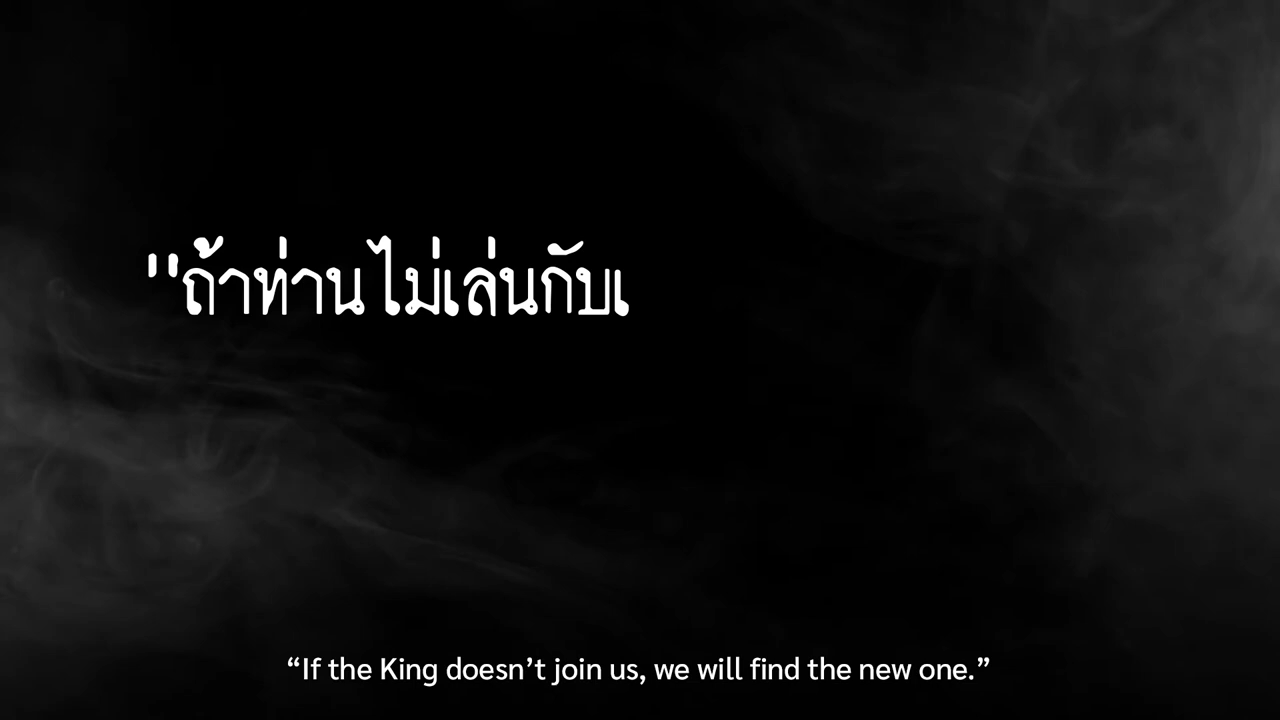 "ถ้าท่านไม่เล่นกับเ
“If the King doesn’t join us, we will find the new one.”